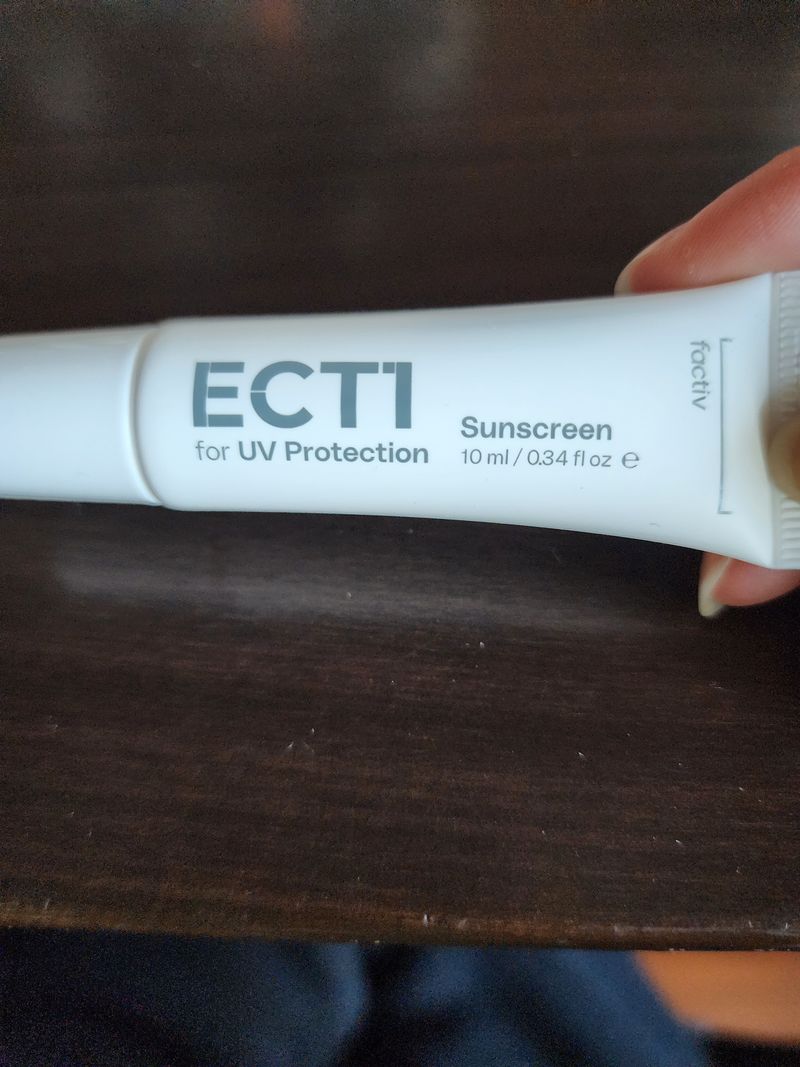 ECT1
for UV Protection
Sunscreen
10 ml / 0.34 fl oz ℮
factiv